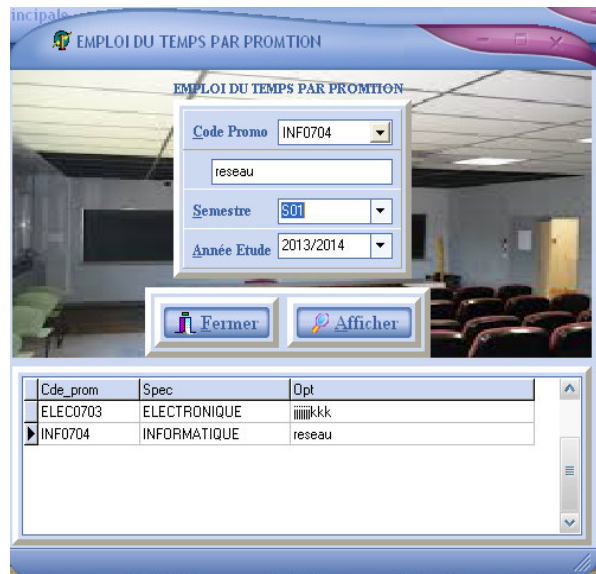 incipale
EMPLOI DU TEMPS PAR PROMTION
EMPLOI DU TEMPS PAR PROMTION
Code Promo INF0704
reseau
Semestre S01
Année Etude 2013/2014
Fermer Afficher
Cde_prom Spec Opt
ELEC0703 ELECTRONIQUE iiiiijkkk
INF0704 INFORMATIQUE reseau